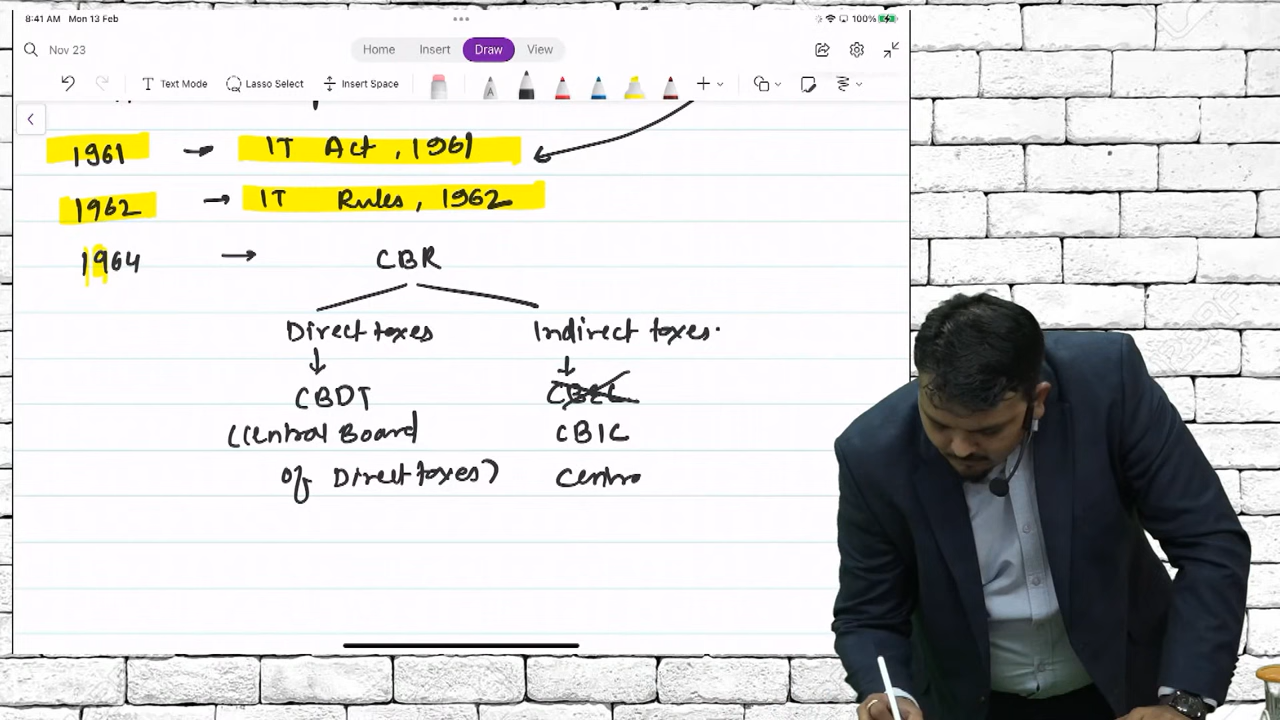 8:41 AM Mon 13 Feb
100%
Nov 23
Home Insert Draw View
Text Mode Lasso Select Insert Space
1961 → IT Act, 1961
1962 → IT Rules, 1962
1964 → CBR
Direct taxes Indirect taxes.
CBDT
(Central Board CBIC
of Direct taxes) Centra